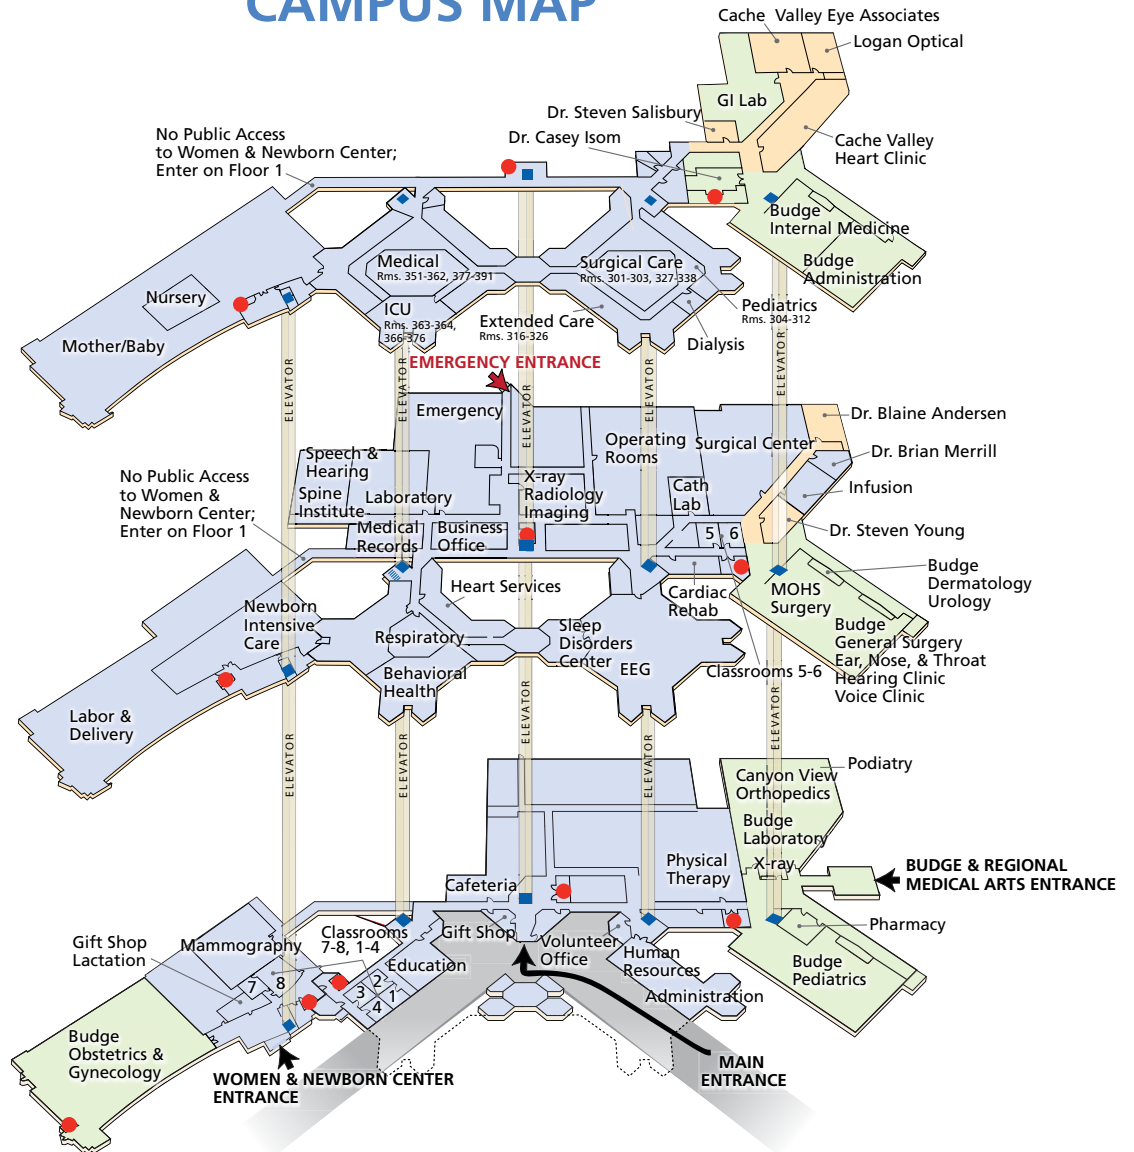 CAMPUS MAP
Cache Valley Eye Associates
Logan Optical
GI Lab
Dr. Steven Salisbury
Dr. Casey Isom
Cache Valley
Heart Clinic
No Public Access
to Women & Newborn Center;
Enter on Floor 1
Budge
Internal Medicine
Budge
Administration
Medical
Rms. 351-362, 377-391
Surgical Care
Rms. 301-303, 327-338
Nursery
Mother/Baby
ICU
Rms. 363-364,
366-376
Extended Care
Rms. 316-326
Pediatrics
Rms. 304-312
Dialysis
ELEVATOR
ELEVATOR
ELEVATOR
ELEVATOR
ELEVATOR
EMERGENCY ENTRANCE
Emergency
Speech &
Hearing
Spine
Institute
Laboratory
Medical
Records
Business
Office
X-ray
Radiology
Imaging
Operating
Rooms
Surgical Center
Cath
Lab
5
6
Dr. Blaine Andersen
Dr. Brian Merrill
Infusion
Dr. Steven Young
No Public Access
to Women &
Newborn Center;
Enter on Floor 1
Heart Services
Cardiac
Rehab
MOHS
Surgery
Budge
Dermatology
Urology
Newborn
Intensive
Care
Respiratory
Sleep
Disorders
Center
EEG
Behavioral
Health
Classrooms 5-6
Budge
General Surgery
Ear, Nose, & Throat
Hearing Clinic
Voice Clinic
Labor &
Delivery
ELEVATOR
ELEVATOR
ELEVATOR
ELEVATOR
ELEVATOR
Podiatry
Canyon View
Orthopedics
Budge
Laboratory
X-ray
Physical
Therapy
BUDGE & REGIONAL
MEDICAL ARTS ENTRANCE
Cafeteria
Pharmacy
Gift Shop
Lactation
Mammography
Classrooms
7-8, 1-4
Gift Shop
Volunteer
Office
Human
Resources
Education
Administration
Budge
Pediatrics
7
8
3
2
1
4
Budge
Obstetrics &
Gynecology
WOMEN & NEWBORN CENTER
ENTRANCE
MAIN
ENTRANCE